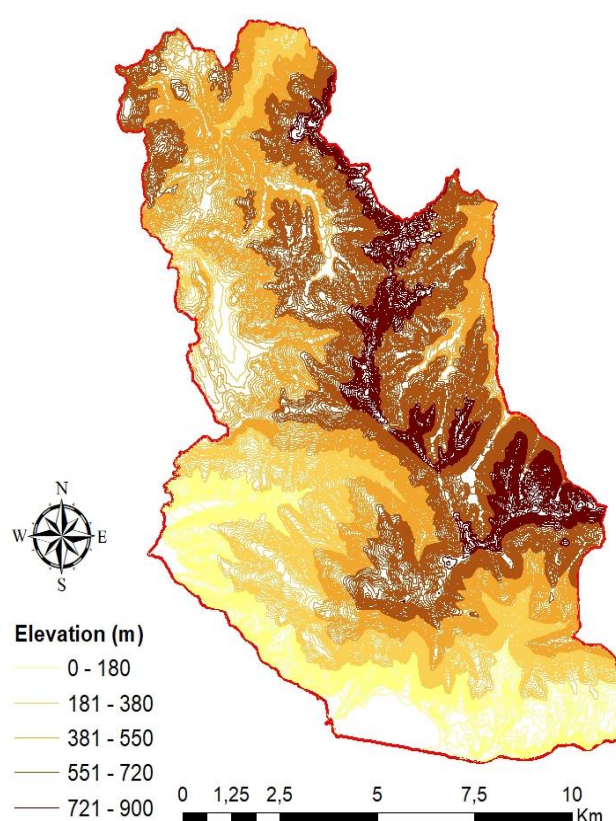 N
W E
S
Elevation (m)
0 - 180
181 - 380
381 - 550
551 - 720
721 - 900
0 1,25 2,5 5 7,5 10
Km